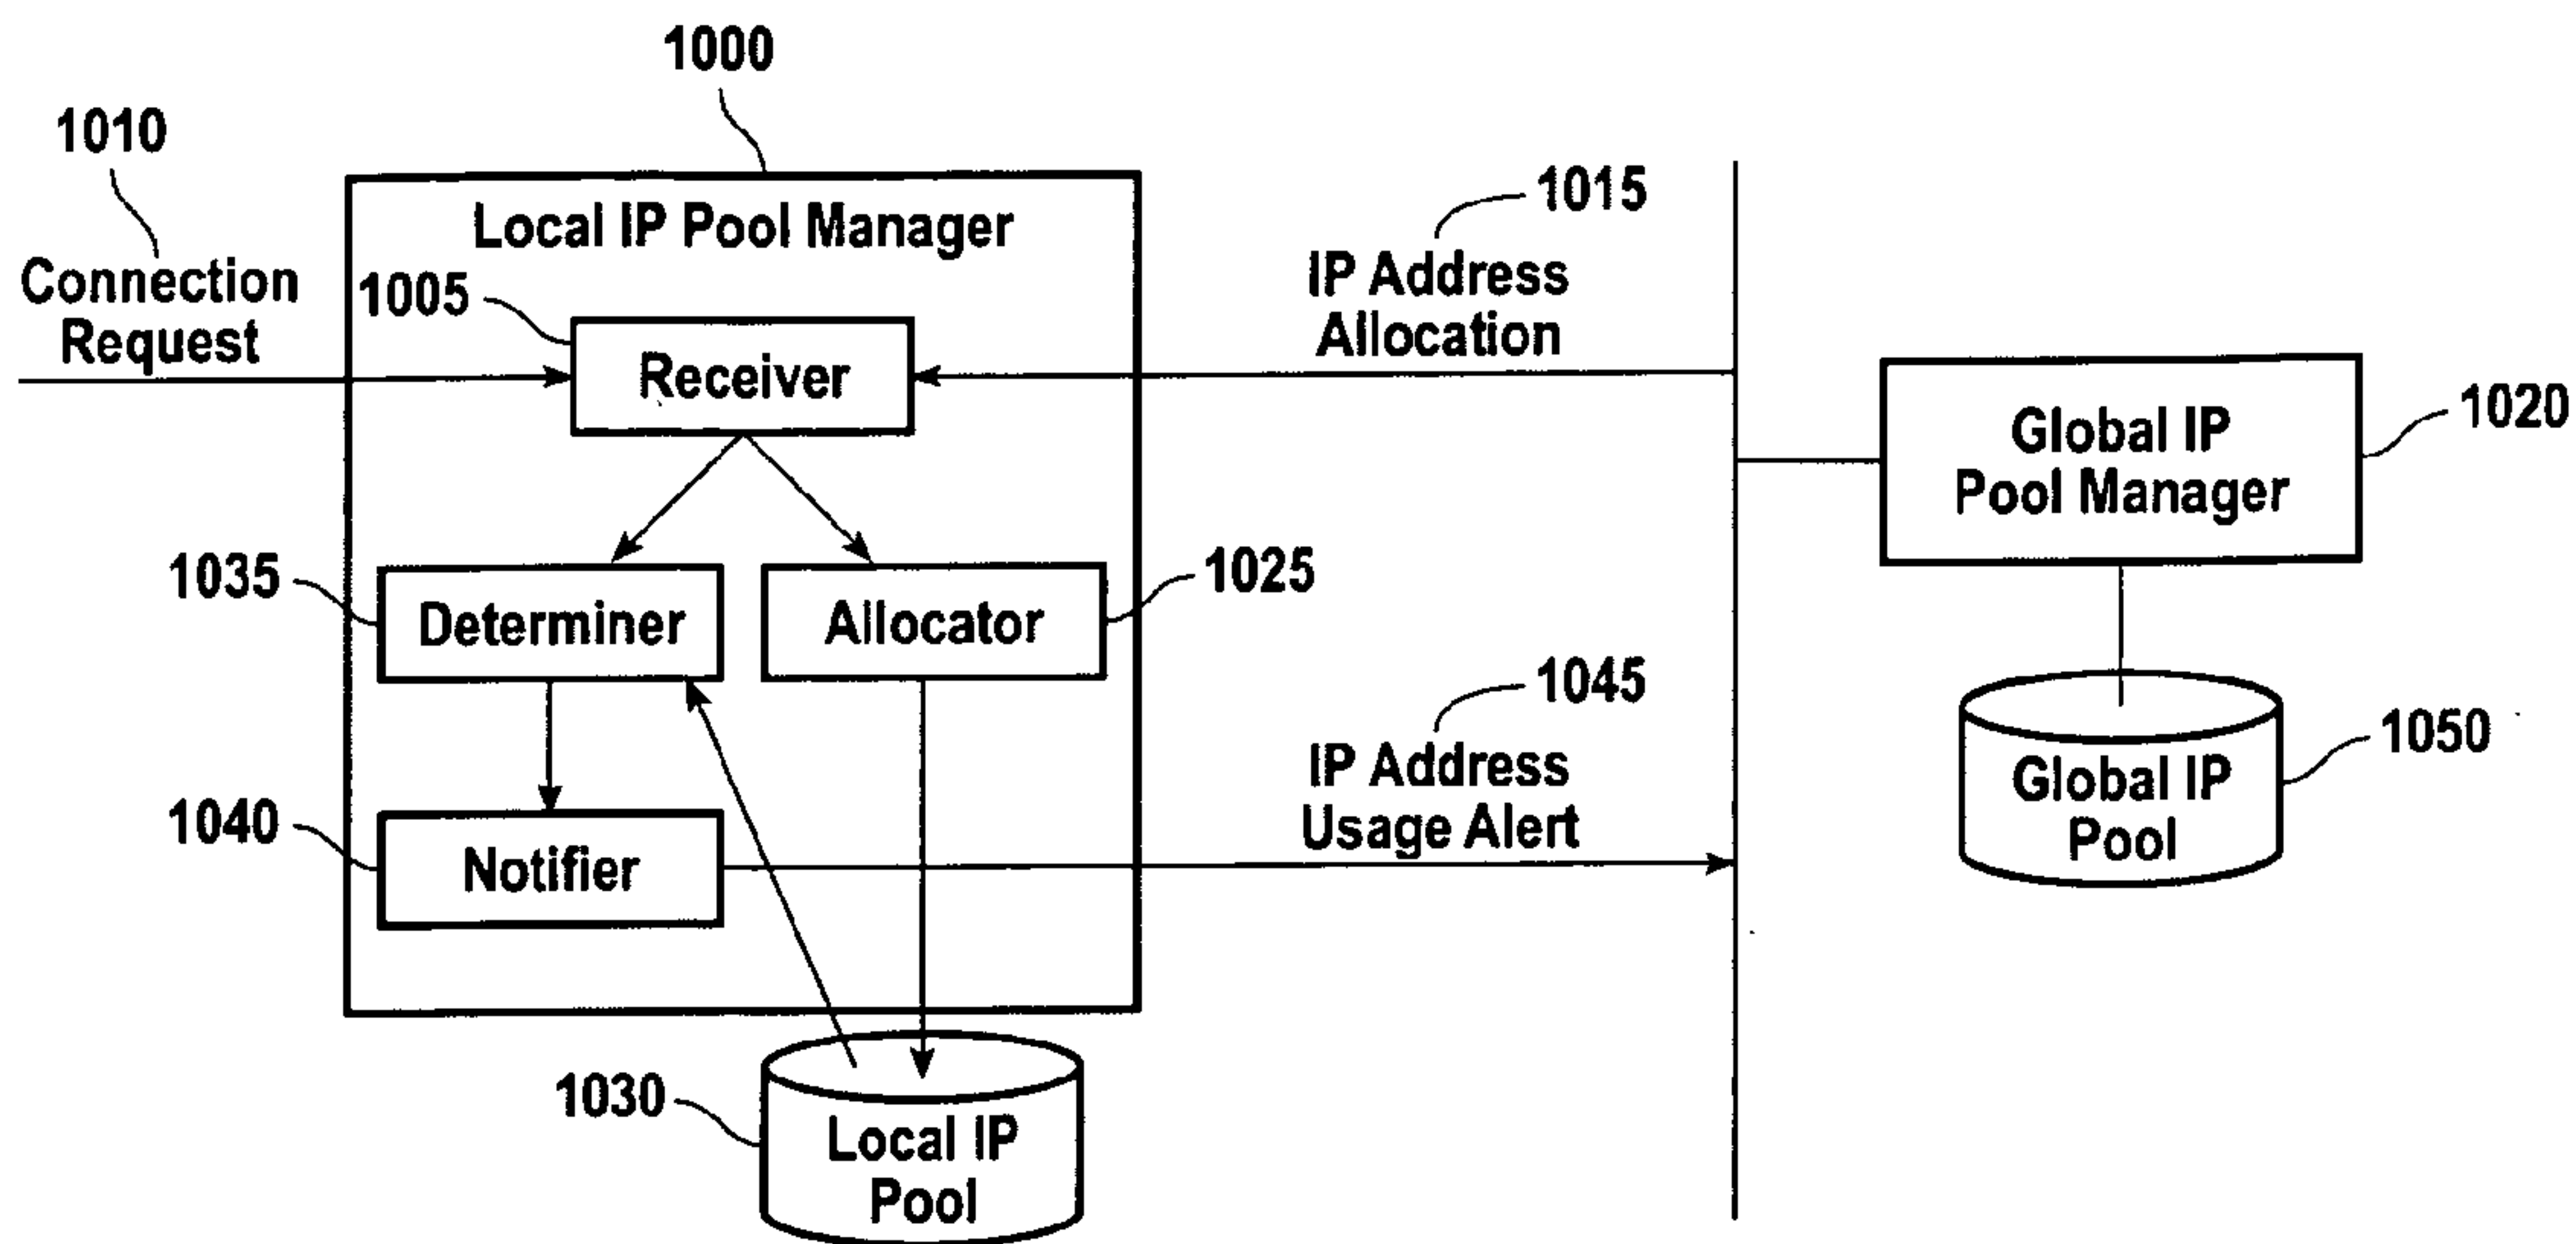 1000
1010
Local IP Pool Manager
Connection
Request
1005
Receiver
1015
IP Address
Allocation
Global IP
Pool Manager
1020
1035
Determiner
Allocator
1025
1045
IP Address
Usage Alert
1040
Notifier
Global IP
Pool
1050
1030
Local IP
Pool